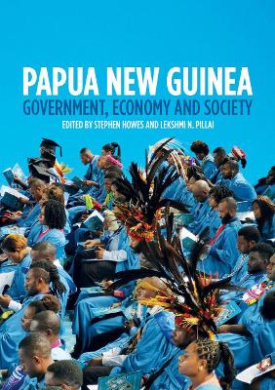 PAPUA NEW GUINEA
GOVERNMENT, ECONOMY AND SOCIETY
EDITED BY STEPHEN HOWES AND LEKSHMI N. PILLAI